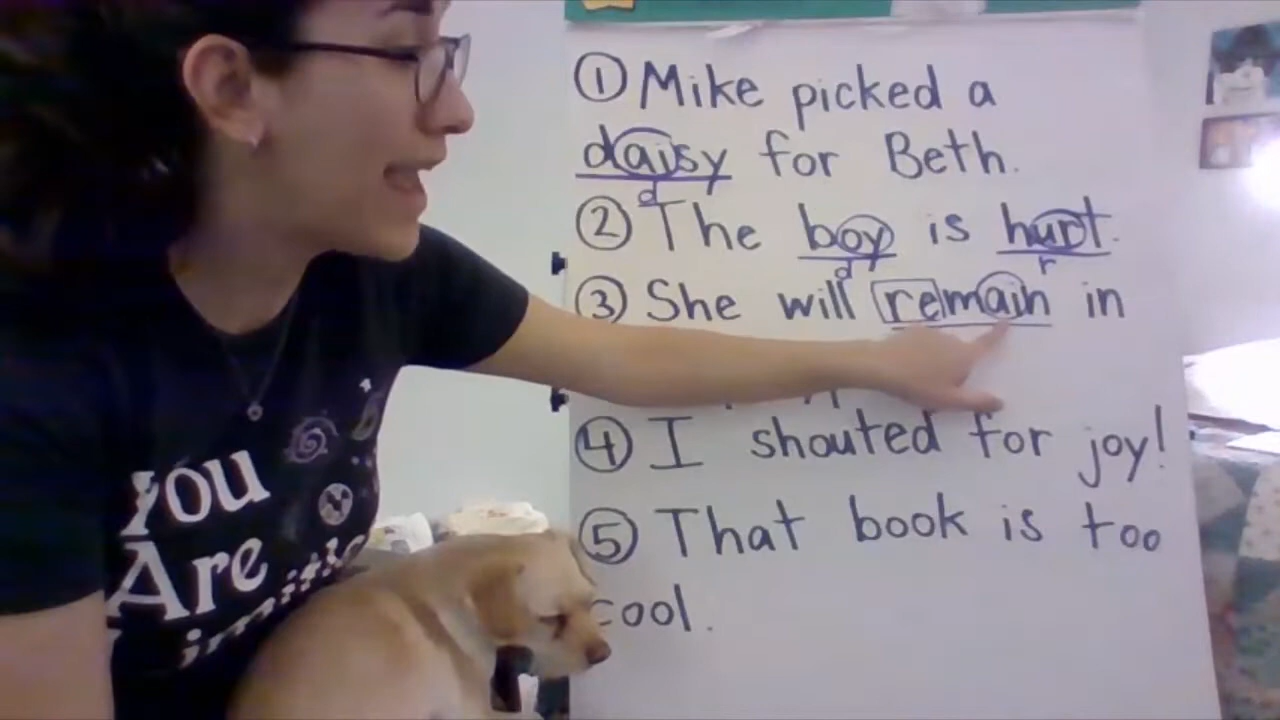 ① Mike picked a
daisy for Beth.
d
② The boy is hurt.
d r
③ She will remain in
④ I shouted for joy!
⑤ That book is too
cool.
You
Are